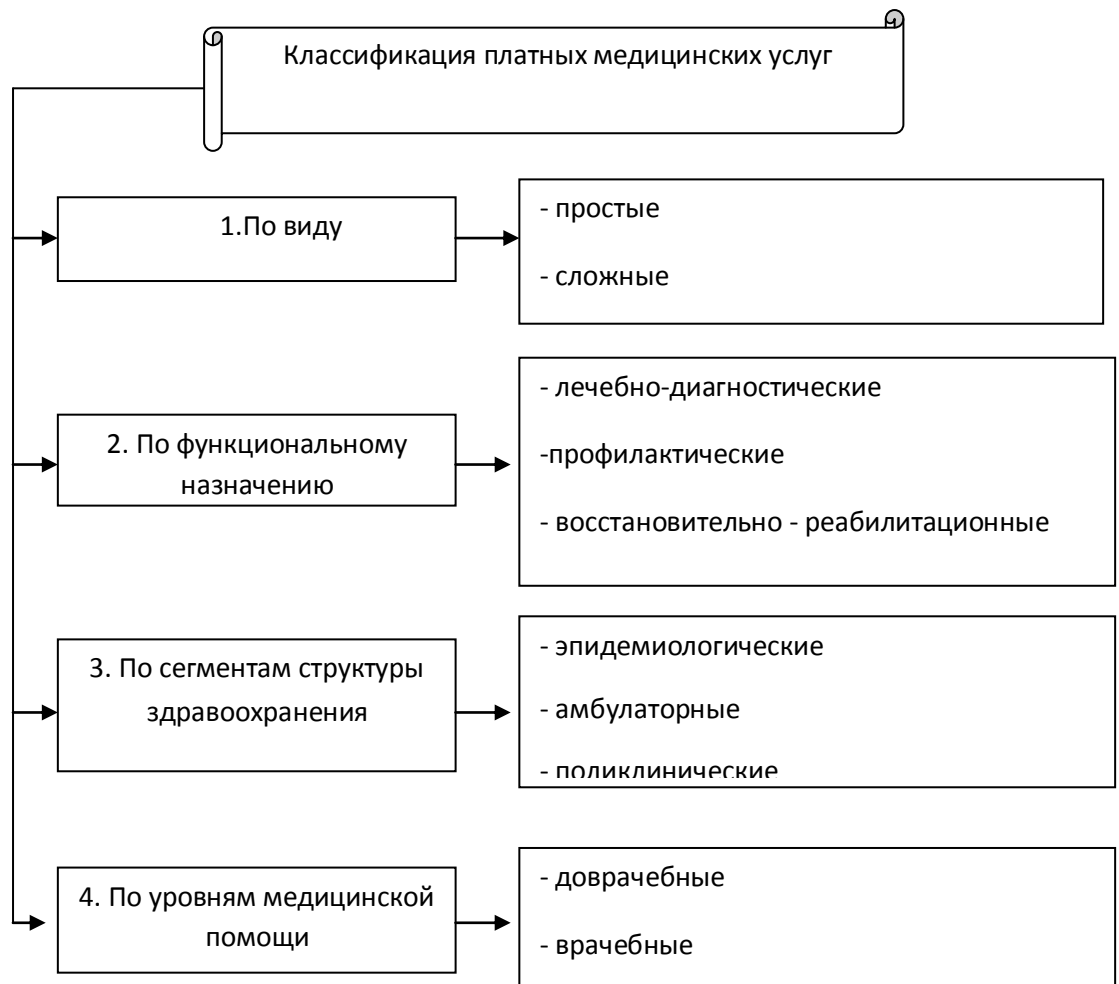 Классификация платных медицинских услуг
1.По виду
- простые
- сложные
2. По функциональному
назначению
- лечебно-диагностические
-профилактические
- восстановительно - реабилитационные
3. По сегментам структуры
здравоохранения
- эпидемиологические
- амбулаторные
- поликлинические
4. По уровням медицинской
помощи
- доврачебные
- врачебные